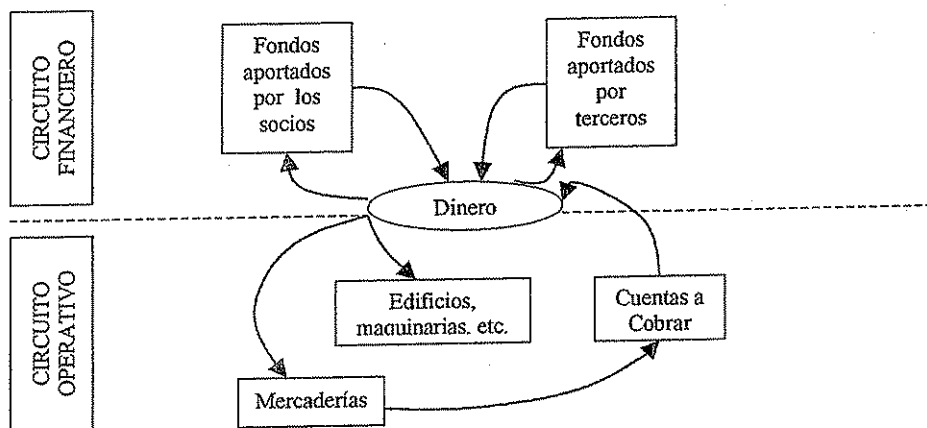 CIRCUITO
FINANCIERO
Fondos
aportados
por los
socios
Fondos
aportados
por
terceros
Dinero
CIRCUITO
OPERATIVO
Edificios,
maquinarias, etc.
Cuentas a
Cobrar
Mercaderías